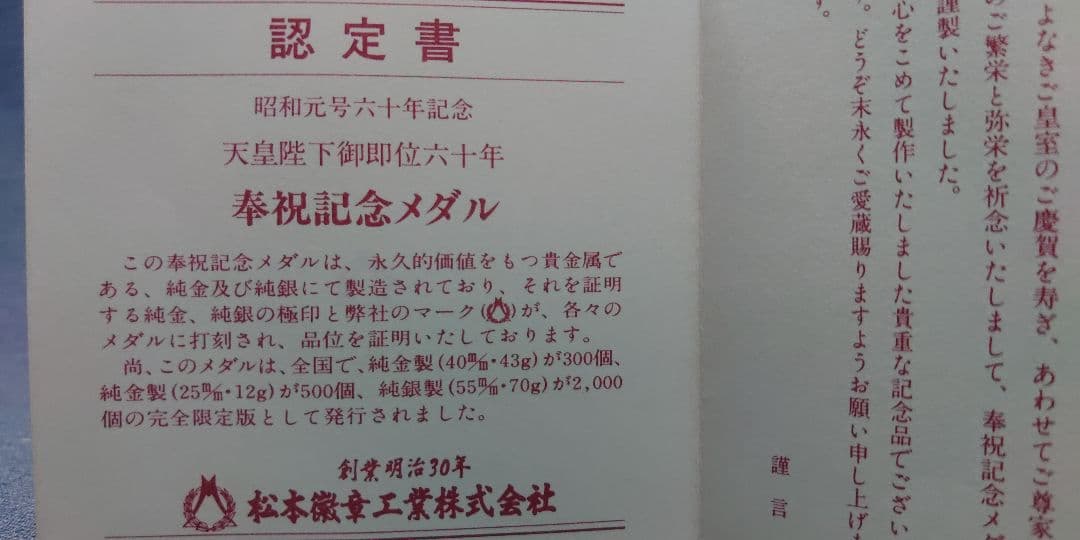 認定書
昭和元号六十年記念
天皇陛下御即位六十年
奉祝記念メダル
この奉祝記念メダルは、永久的価値をもつ貴金属で
ある、純金及び純銀にて製造されており、それを証明
する純金、純銀の極印と弊社のマーク()が、各々の
メダルに打刻され、品位を証明いたしております。
尚、このメダルは、全国で、純金製(40㎜・43g)が300個、
純金製(25㎜・12g)が500個、純銀製(55㎜・70g)が2,000
個の完全限定版として発行されました。
創業明治30年
松本徽章工業株式会社
よなきご皇室のご慶賀を寿ぎ、あわせてご尊家
のご繁栄と弥栄を祈念いたしまして、奉祝記念メダ
謹製いたしました。
心をこめて製作いたしました貴重な記念品でござい
す。どうぞ末永くご愛蔵賜りますようお願い申し上げ
す。
謹言